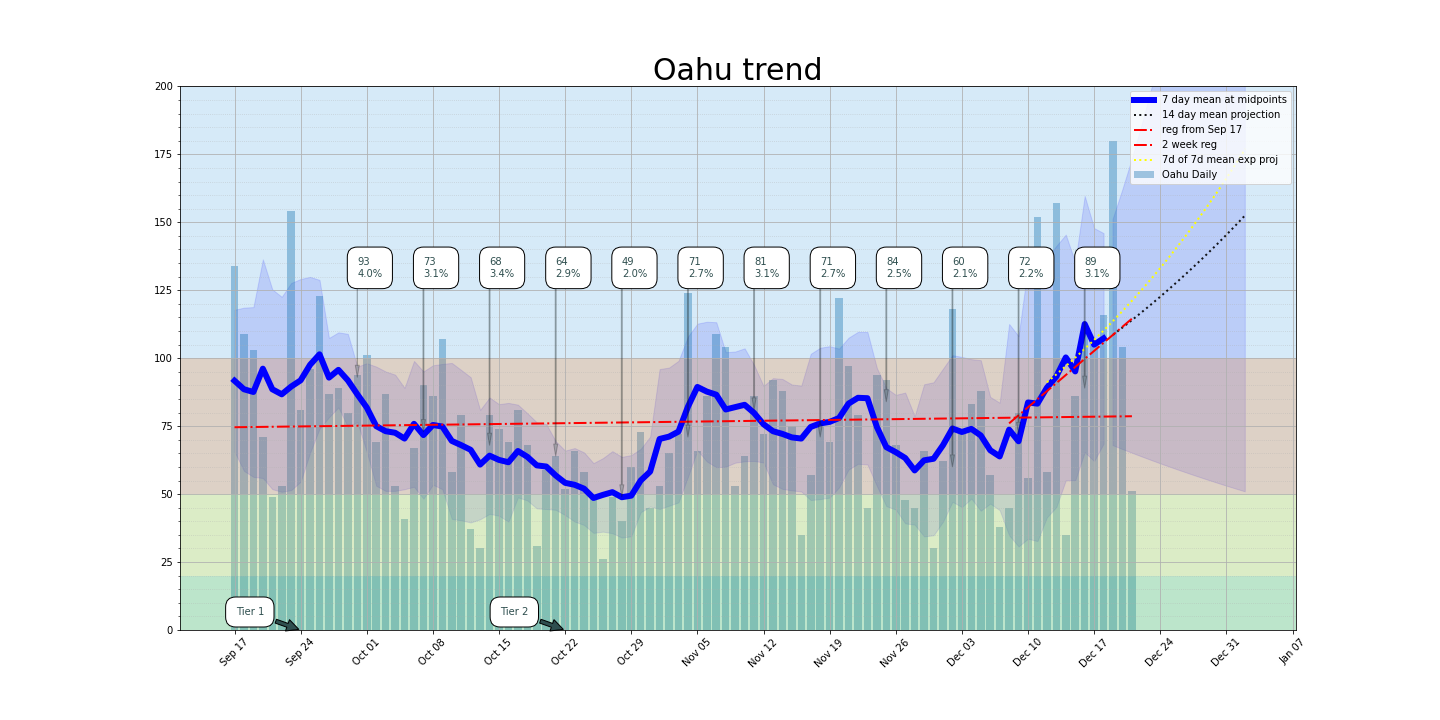 Oahu trend
200
175
150
125
100
75
50
25
0
7 day mean at midpoints
14 day mean projection
reg from Sep 17
2 week reg
7d of 7d mean exp proj
Oahu Daily
93
4.0%
73
3.1%
68
3.4%
64
2.9%
49
2.0%
71
2.7%
81
3.1%
71
2.7%
84
2.5%
60
2.1%
72
2.2%
89
3.1%
Tier 1
Tier 2
Sep 17
Sep 24
Oct 01
Oct 08
Oct 15
Oct 22
Oct 29
Nov 05
Nov 12
Nov 19
Nov 26
Dec 03
Dec 10
Dec 17
Dec 24
Dec 31
Jan 07